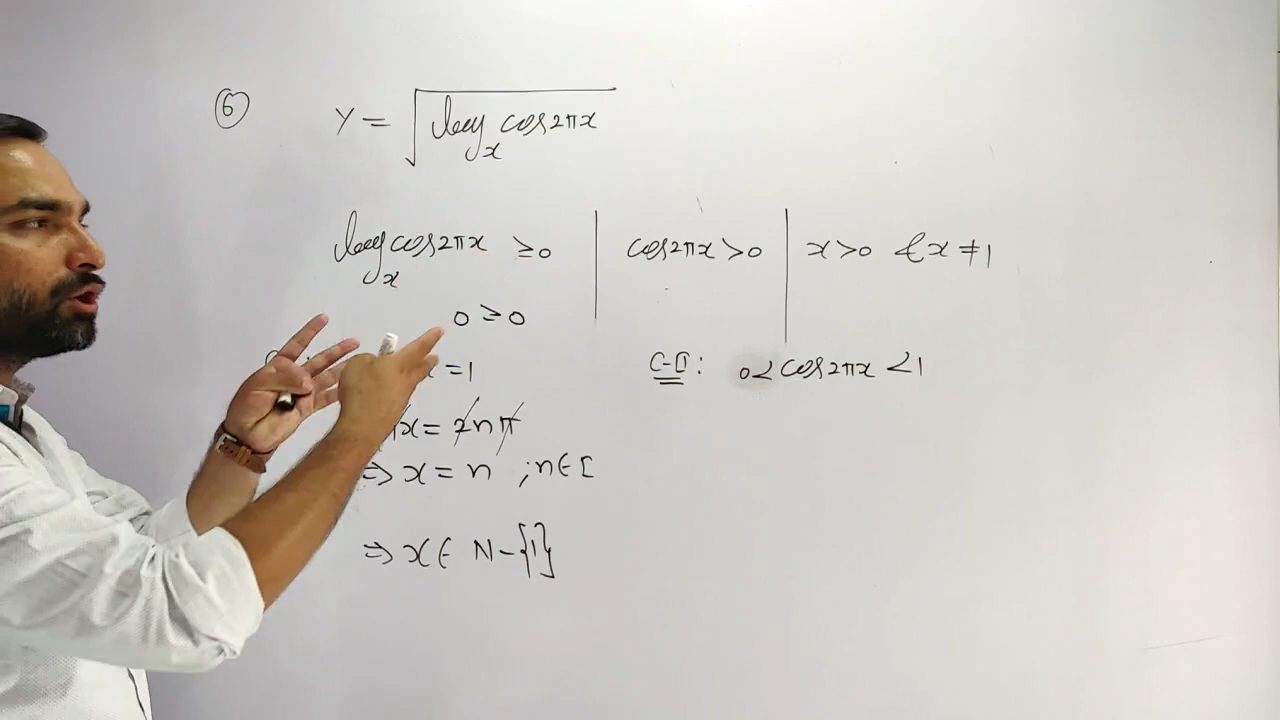 ⑥ Y = √(log_x cos2πx)
log_x cos2πx ≥0 | cos2πx >0 | x>0 & x ≠ 1
0 ≥ 0
=1
C-II: 0< cos2πx <1
x = 2nπ
⇒ x = n ; n∈I
⇒ x∈ N-{1}